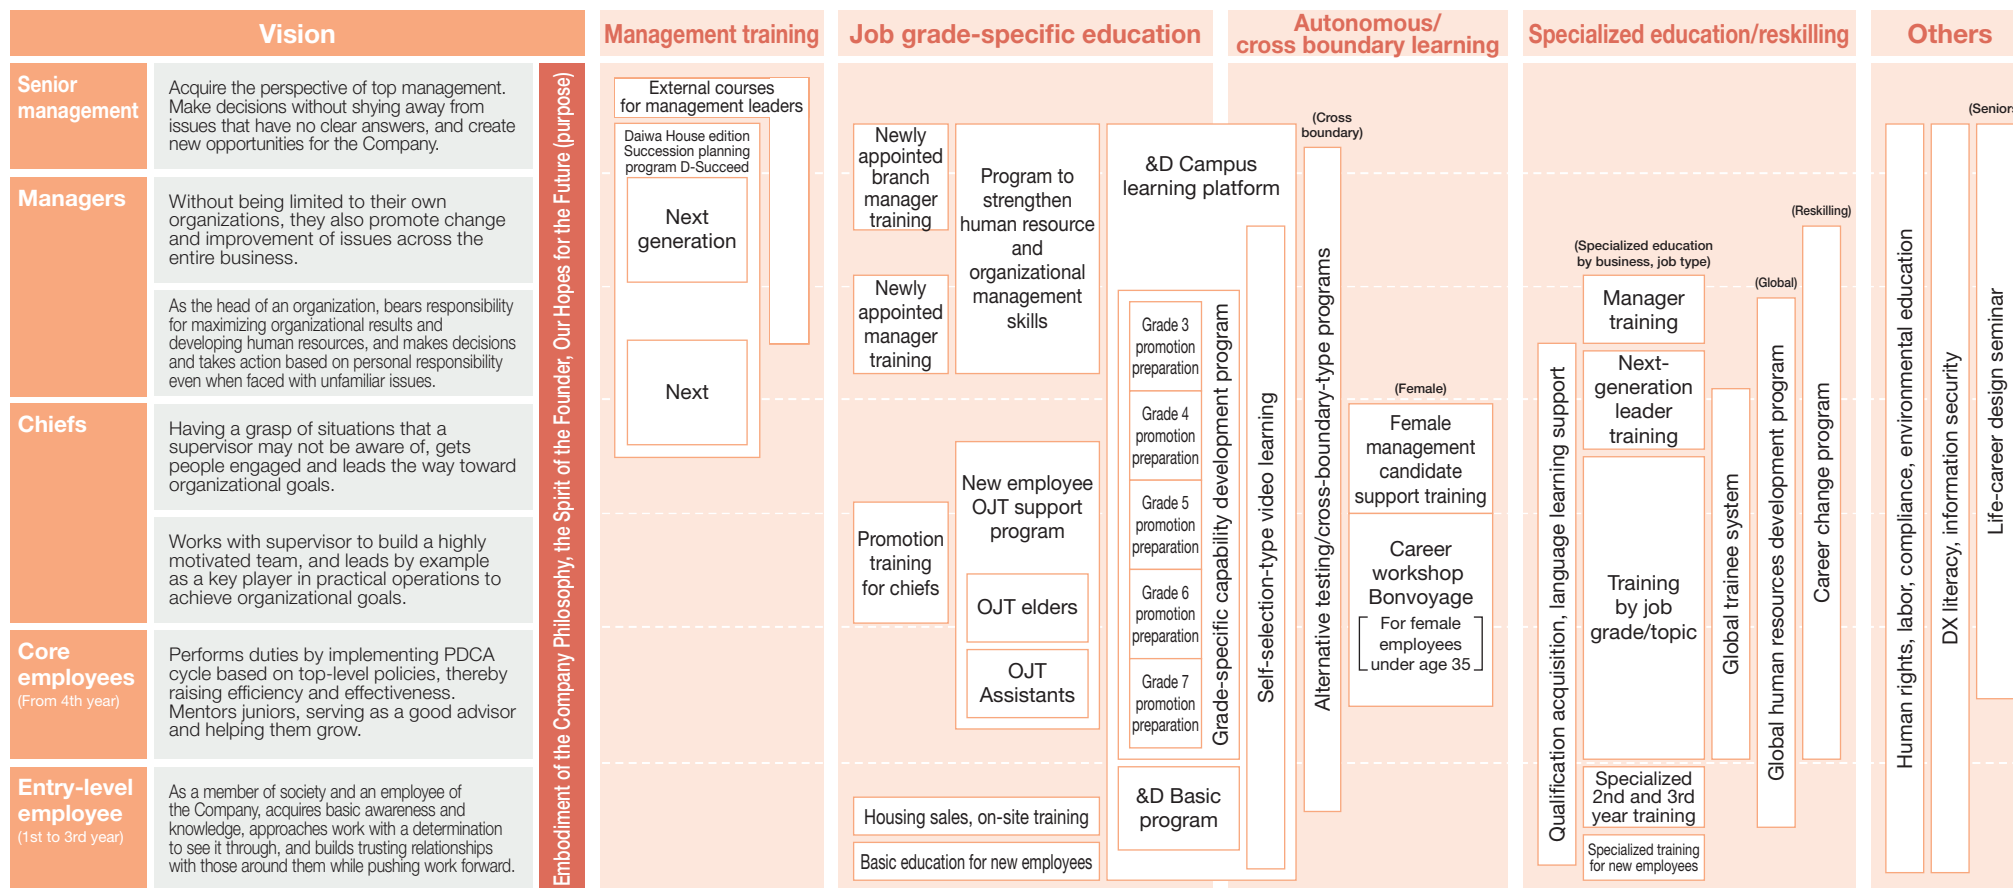 Vision
Management training
Job grade-specific education
Autonomous/
cross boundary learning
Specialized education/reskilling
Others
Senior
management
Acquire the perspective of top management.
Make decisions without shying away from
issues that have no clear answers, and create
new opportunities for the Company.
Managers
Without being limited to their own
organizations, they also promote change
and improvement of issues across the
entire business.
As the head of an organization, bears responsibility
for maximizing organizational results and
developing human resources, and makes decisions
and takes action based on personal responsibility
even when faced with unfamiliar issues.
Chiefs
Having a grasp of situations that a
supervisor may not be aware of, gets
people engaged and leads the way toward
organizational goals.
Works with supervisor to build a highly
motivated team, and leads by example
as a key player in practical operations to
achieve organizational goals.
Core
employees
(From 4th year)
Performs duties by implementing PDCA
cycle based on top-level policies, thereby
raising efficiency and effectiveness.
Mentors juniors, serving as a good advisor
and helping them grow.
Entry-level
employee
(1st to 3rd year)
As a member of society and an employee of
the Company, acquires basic awareness and
knowledge, approaches work with a determination
to see it through, and builds trusting relationships
with those around them while pushing work forward.
Embodiment of the Company Philosophy, the Spirit of the Founder, Our Hopes for the Future (purpose)
External courses
for management leaders
Daiwa House edition
Succession planning
program D-Succeed
Next
generation
Next
Newly
appointed
branch
manager
training
Newly
appointed
manager
training
Promotion
training
for chiefs
Program to
strengthen
human resource
and
organizational
management
skills
New employee
OJT support
program
OJT elders
OJT
Assistants
Housing sales, on-site training
Basic education for new employees
&D Campus
learning platform
Grade 3
promotion
preparation
Grade 4
promotion
preparation
Grade 5
promotion
preparation
Grade 6
promotion
preparation
Grade 7
promotion
preparation
Grade-specific capability development program
&D Basic
program
Self-selection-type video learning
(Cross
boundary)
Alternative testing/cross-boundary-type programs
(Female)
Female
management
candidate
support training
Career
workshop
Bonvoyage
For female
employees
under age 35
Qualification acquisition, language learning support
(Specialized education
by business, job type)
Manager
training
Next-
generation
leader
training
Training
by job
grade/topic
Specialized
2nd and 3rd
year training
Specialized training
for new employees
Global trainee system
(Global)
Global human resources development program
(Reskilling)
Career change program
Human rights, labor, compliance, environmental education
DX literacy, information security
(Seniors
Life-career design seminar